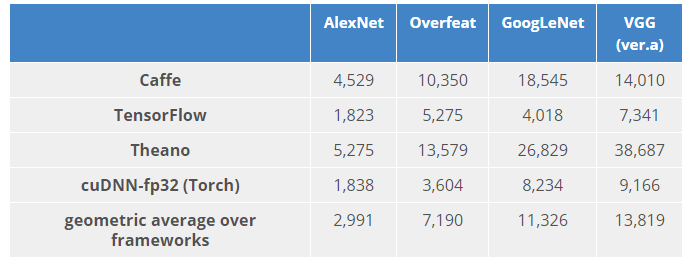 AlexNet Overfeat GoogLeNet VGG (ver.a)
Caffe 4,529 10,350 18,545 14,010
TensorFlow 1,823 5,275 4,018 7,341
Theano 5,275 13,579 26,829 38,687
cuDNN-fp32 (Torch) 1,838 3,604 8,234 9,166
geometric average over frameworks 2,991 7,190 11,326 13,819